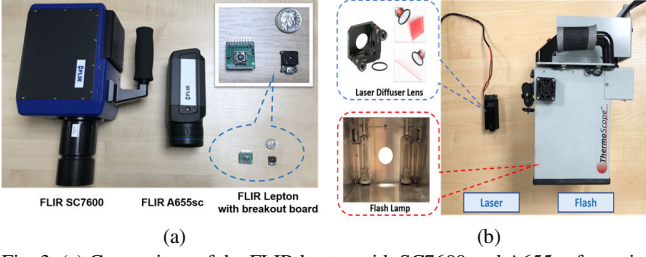 FLIR
FLIR
FLIR SC7600
FLIR A655sc
FLIR Lepton
with breakout board
(a)
Laser Diffuser Lens
Flash Lamp
ThermoScope
Laser
Flash
(b)